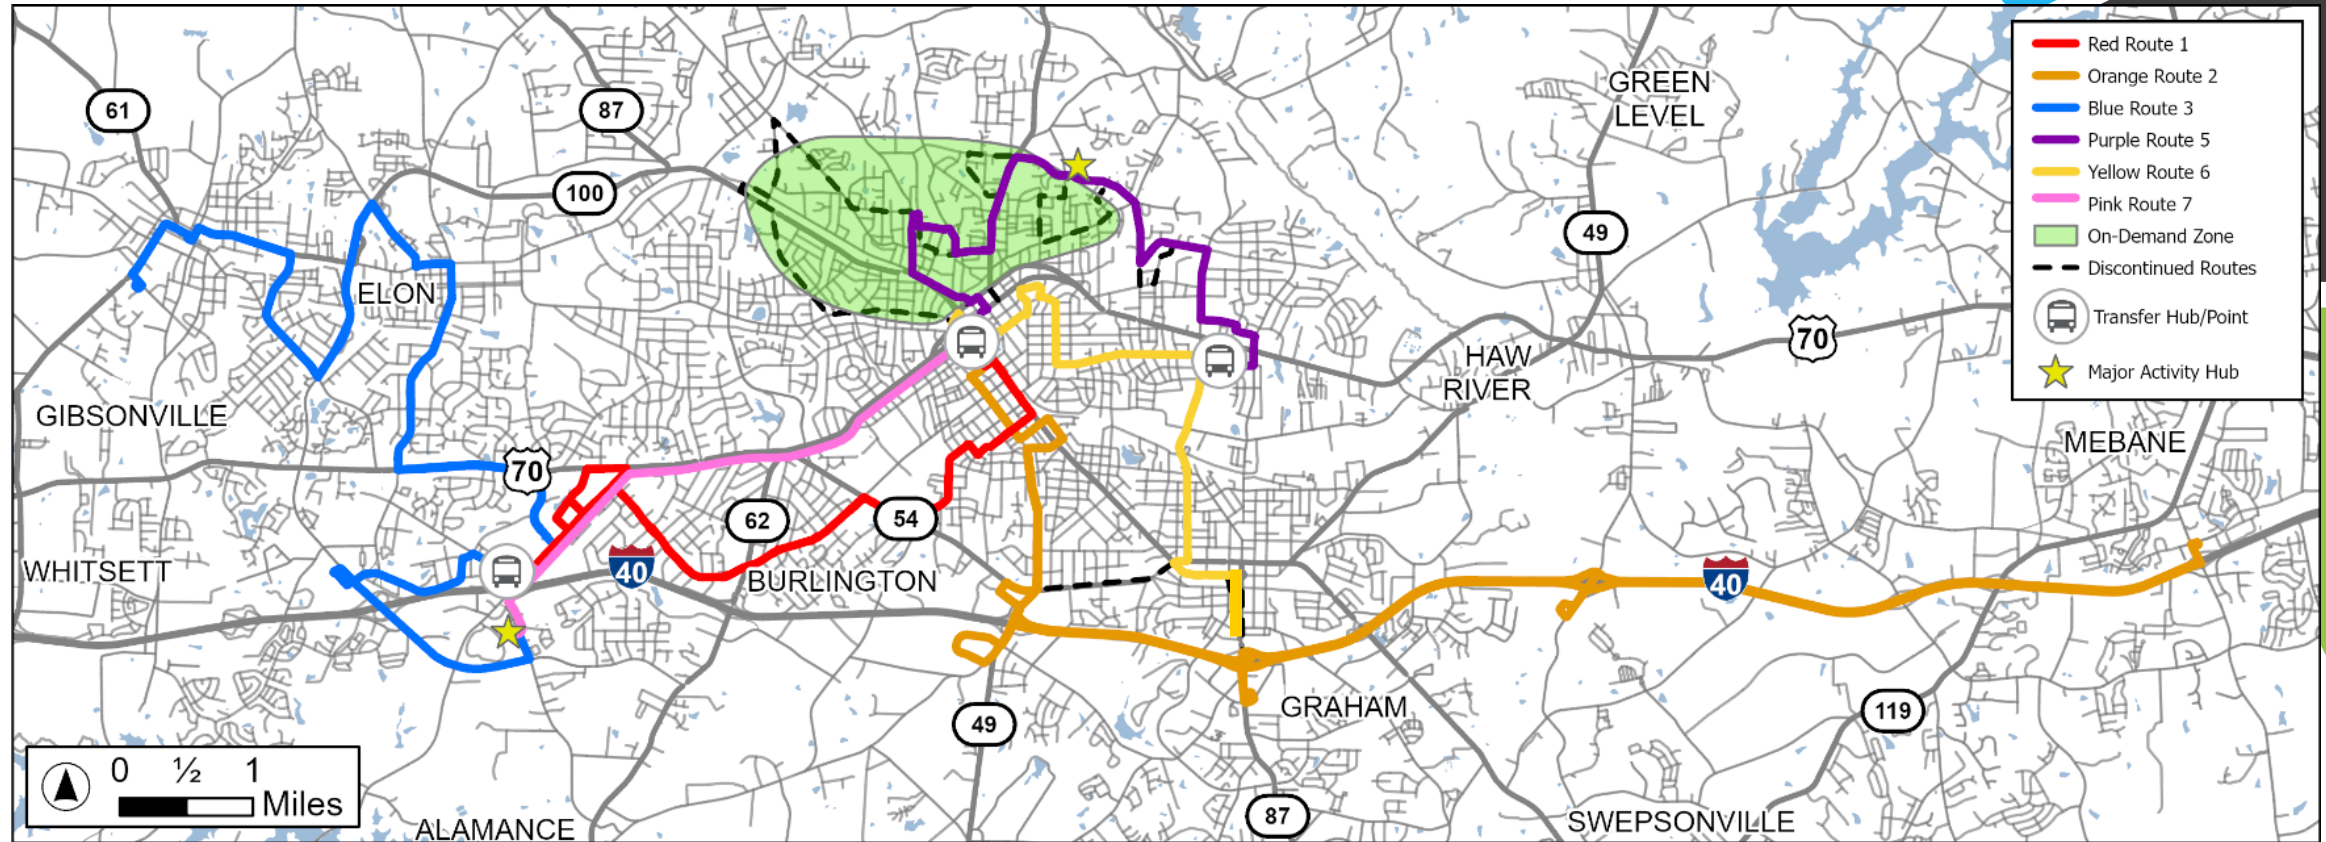 Red Route 1
Orange Route 2
Blue Route 3
Purple Route 5
Yellow Route 6
Pink Route 7
On-Demand Zone
Discontinued Routes
Transfer Hub/Point
Major Activity Hub
61
87
100
GREEN
LEVEL
49
ELON
70
HAW
RIVER
GIBSONVILLE
MEBANE
70
62
54
WHITSETT
40
BURLINGTON
40
GRAHAM
49
119
87
SWEPSONVILLE
ALAMANCE
0 ½ 1
Miles